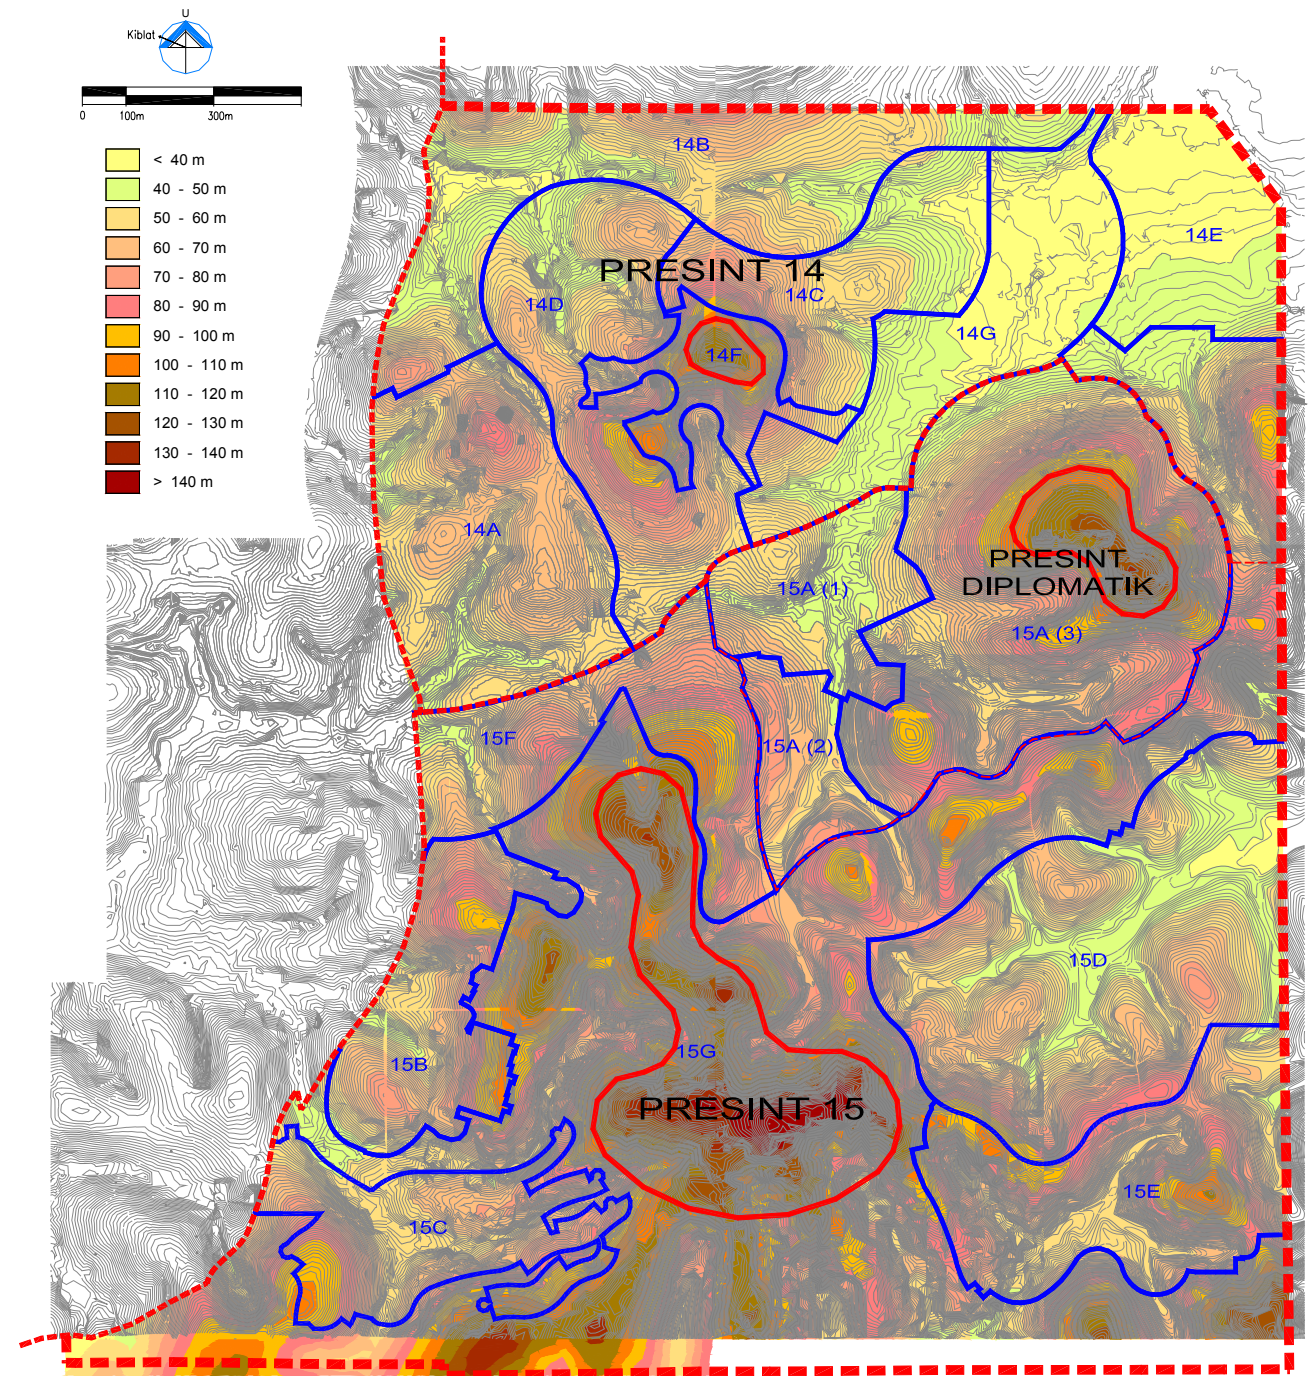 U
Kiblat
0 100m 300m
< 40 m
40 - 50 m
50 - 60 m
60 - 70 m
70 - 80 m
80 - 90 m
90 - 100 m
100 - 110 m
110 - 120 m
120 - 130 m
130 - 140 m
> 140 m
14B
14E
PRESINT 14
14C
14D
14G
14F
14A
PRESINT
DIPLOMATIK
15A (1)
15A (3)
15F
15A (2)
15D
15G
15B
PRESINT 15
15E
15C